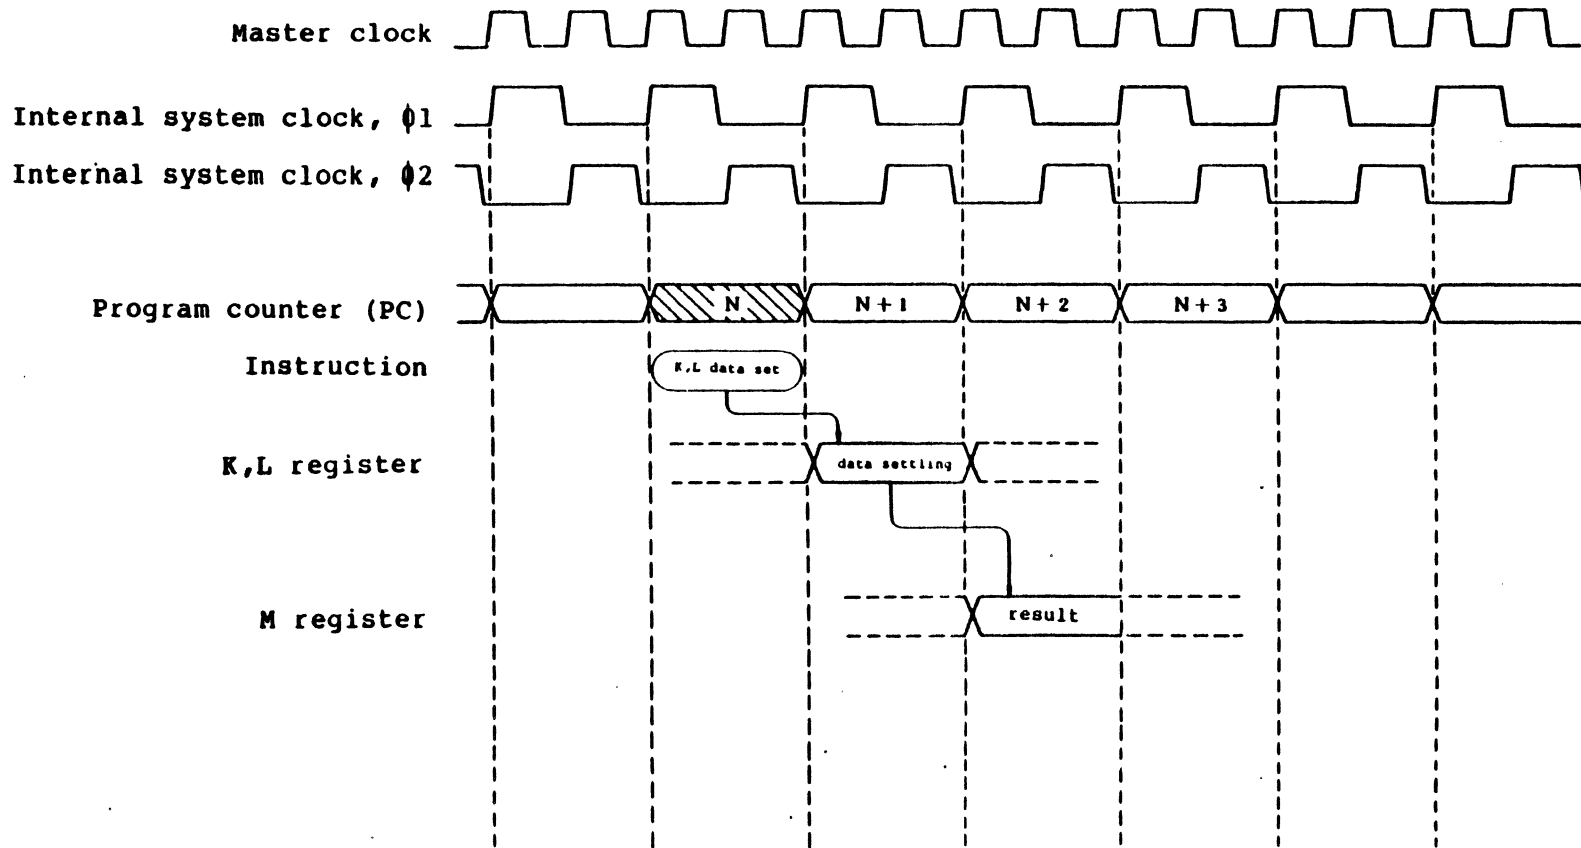 Master clock
Internal system clock, ϕ1
Internal system clock, ϕ2
Program counter (PC)
N
N + 1
N + 2
N + 3
Instruction
K,L data set
K,L register
data settling
M register
result